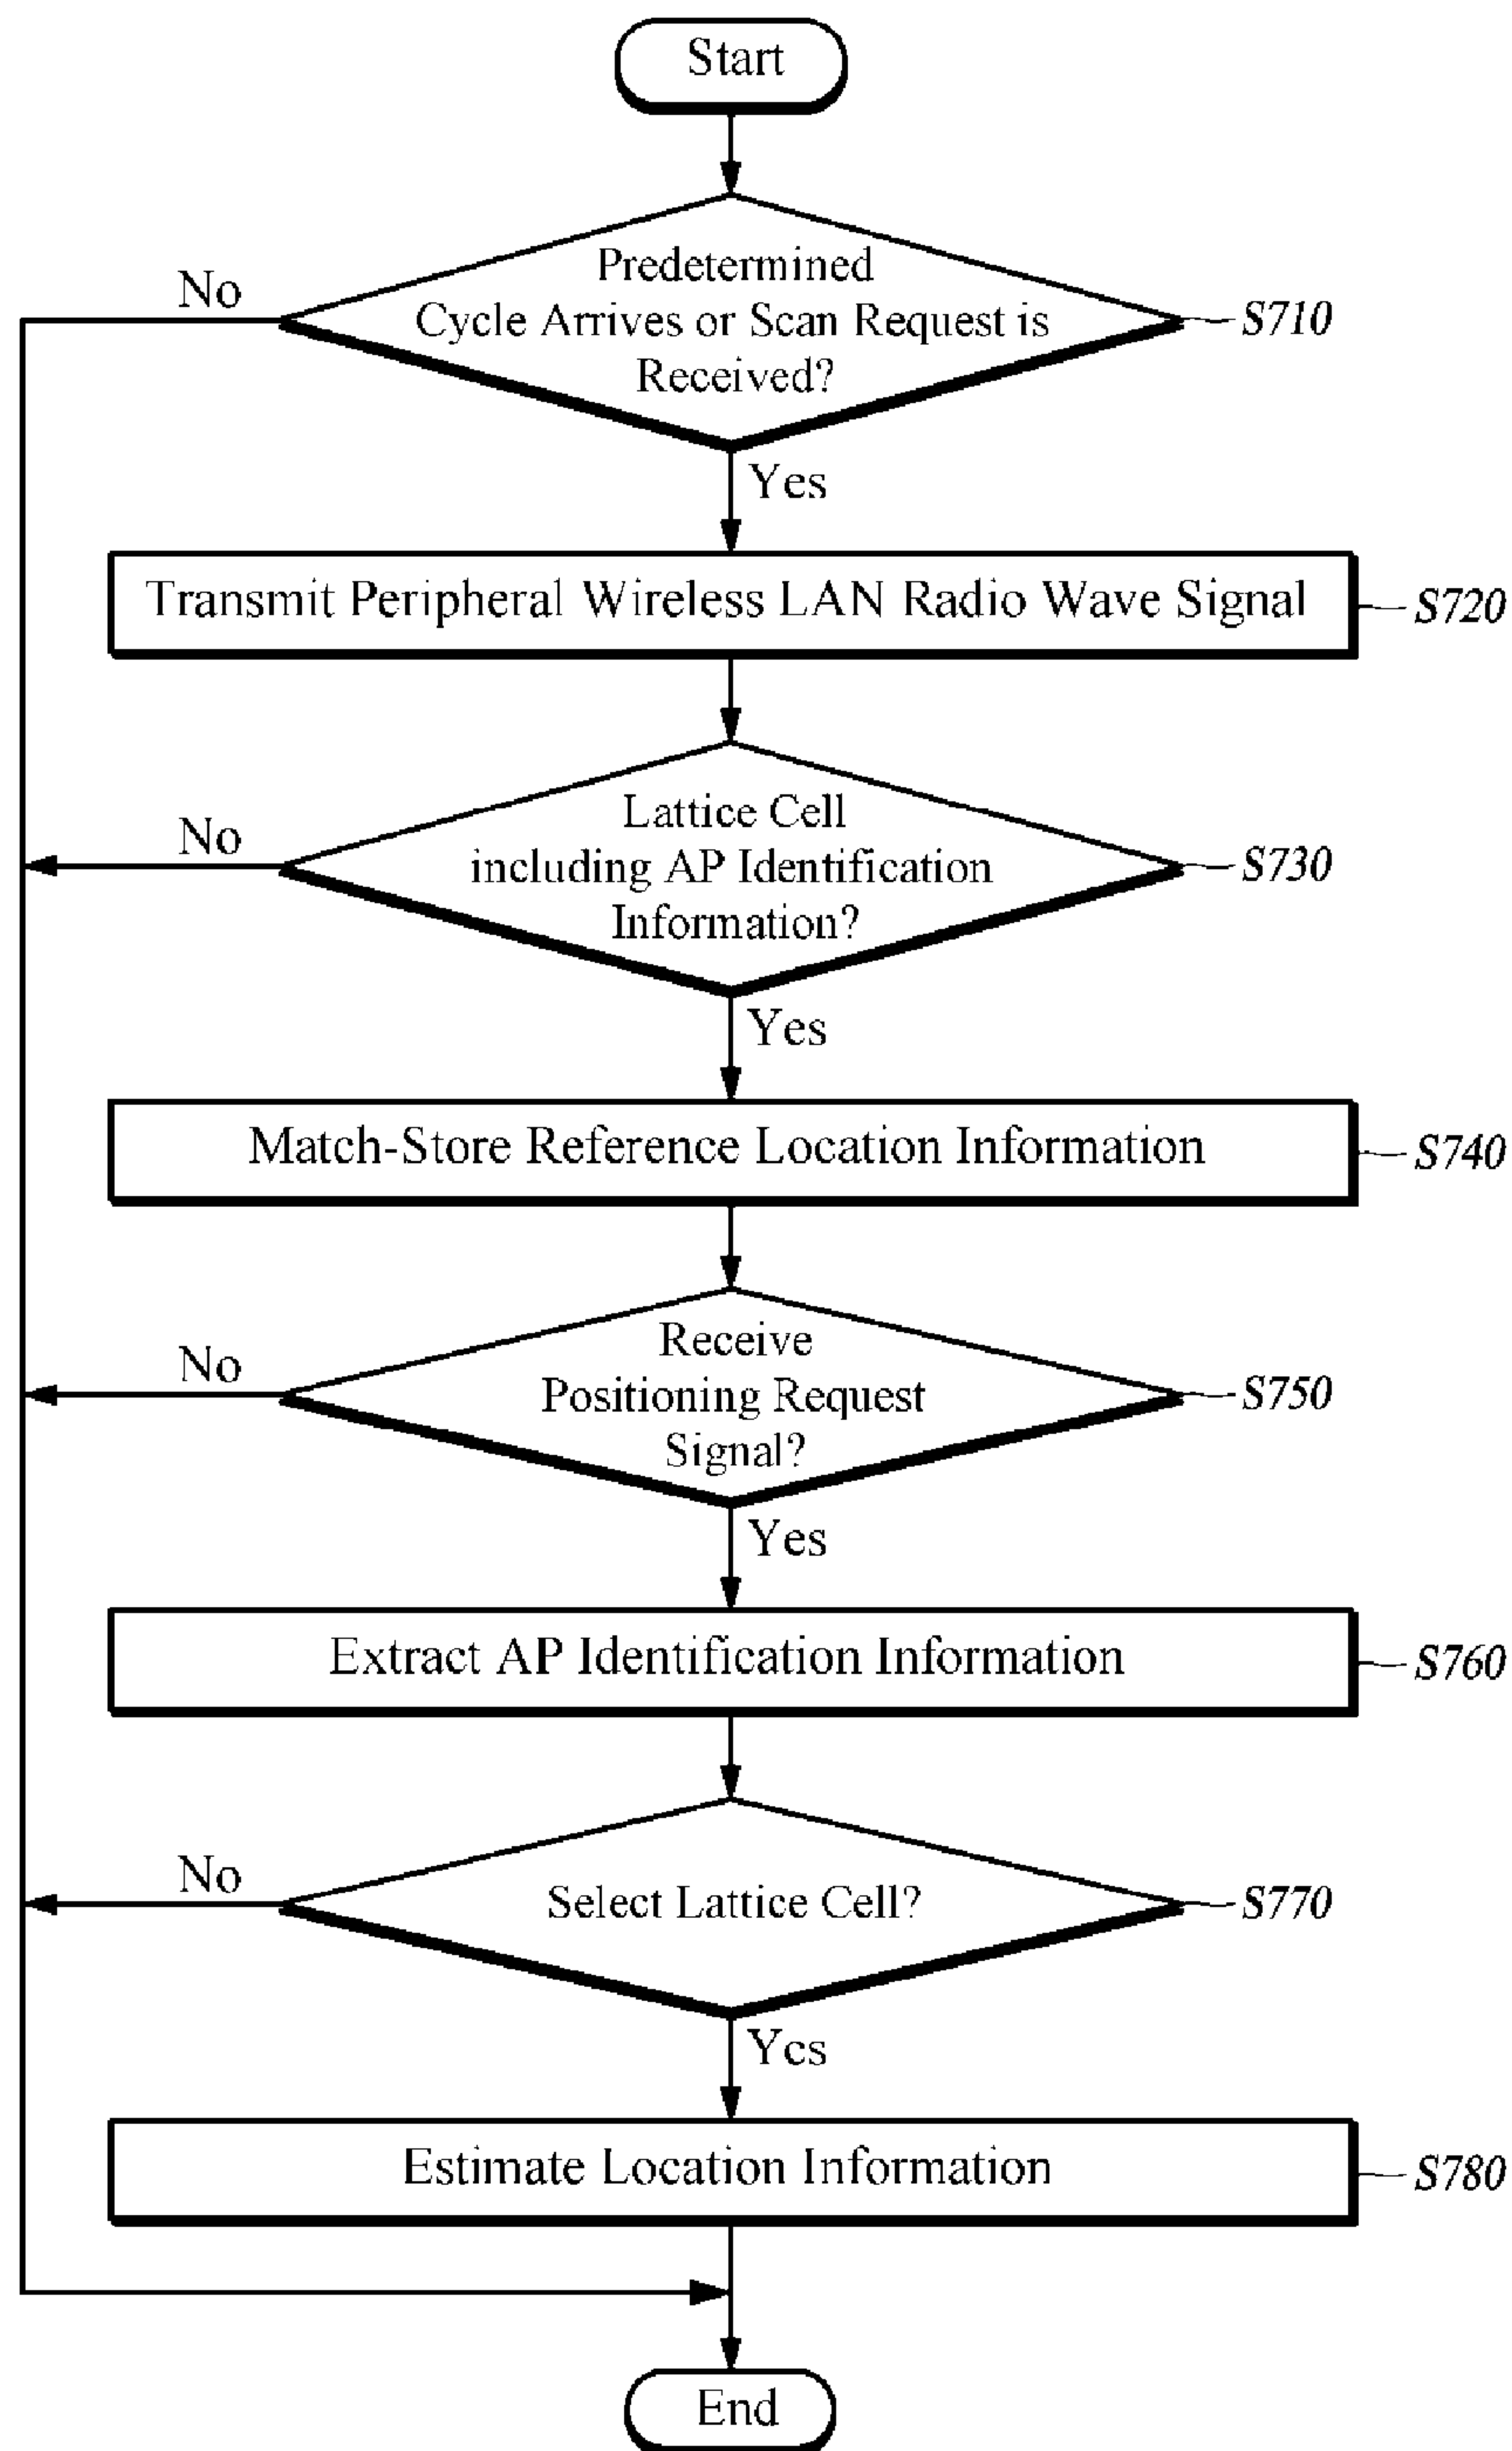 Start
Predetermined
Cycle Arrives or Scan Request is
Received?
No
S710
Yes
Transmit Peripheral Wireless LAN Radio Wave Signal
S720
Lattice Cell
including AP Identification
Information?
No
S730
Yes
Match-Store Reference Location Information
S740
Receive
Positioning Request
Signal?
No
S750
Yes
Extract AP Identification Information
S760
Select Lattice Cell?
No
S770
Yes
Estimate Location Information
S780
End